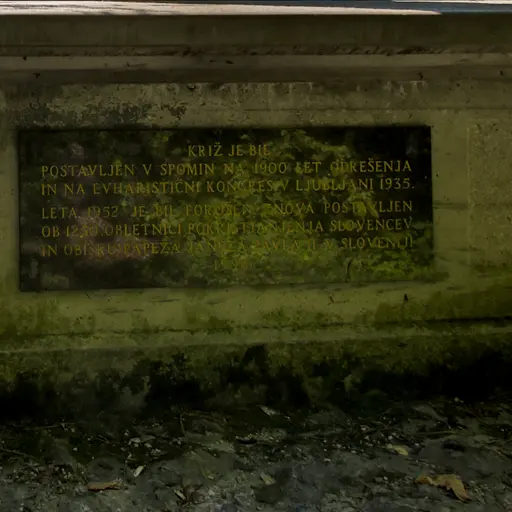 KRIŽ JE BIL
POSTAVLJEN V SPOMIN NA 1900 LET ODREŠENJA
IN NA EVHARISTIČNI KONGRES V LJUBLJANI 1935.
LETA 1952 JE BIL PORUŠEN ZNOVA POSTAVLJEN
OB 1250 OBLETNICI POKRISTJANJENJA SLOVENCEV
IN OBISKU PAPEŽA JANEZA PAVLA II V SLOVENIJI